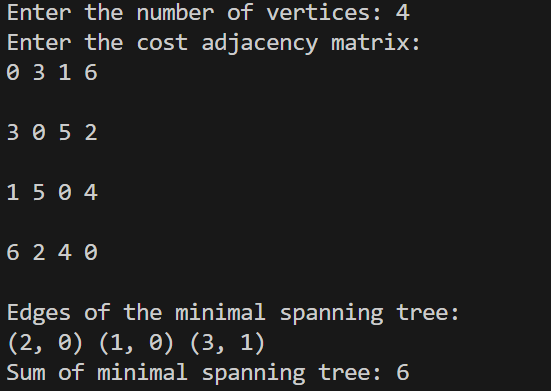 Enter the number of vertices: 4
Enter the cost adjacency matrix:
0 3 1 6
3 0 5 2
1 5 0 4
6 2 4 0
Edges of the minimal spanning tree:
(2, 0) (1, 0) (3, 1)
Sum of minimal spanning tree: 6